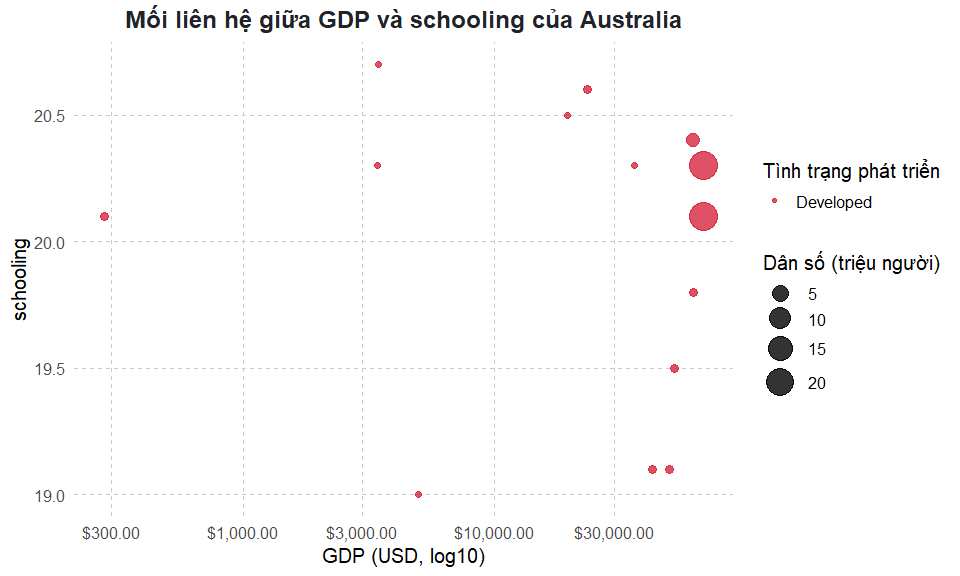 Mối liên hệ giữa GDP và schooling của Australia
20.5
20.0
19.5
19.0
schooling
$300.00
$1,000.00
$3,000.00
$10,000.00
$30,000.00
GDP (USD, log10)
Tình trạng phát triển
Developed
Dân số (triệu người)
5
10
15
20